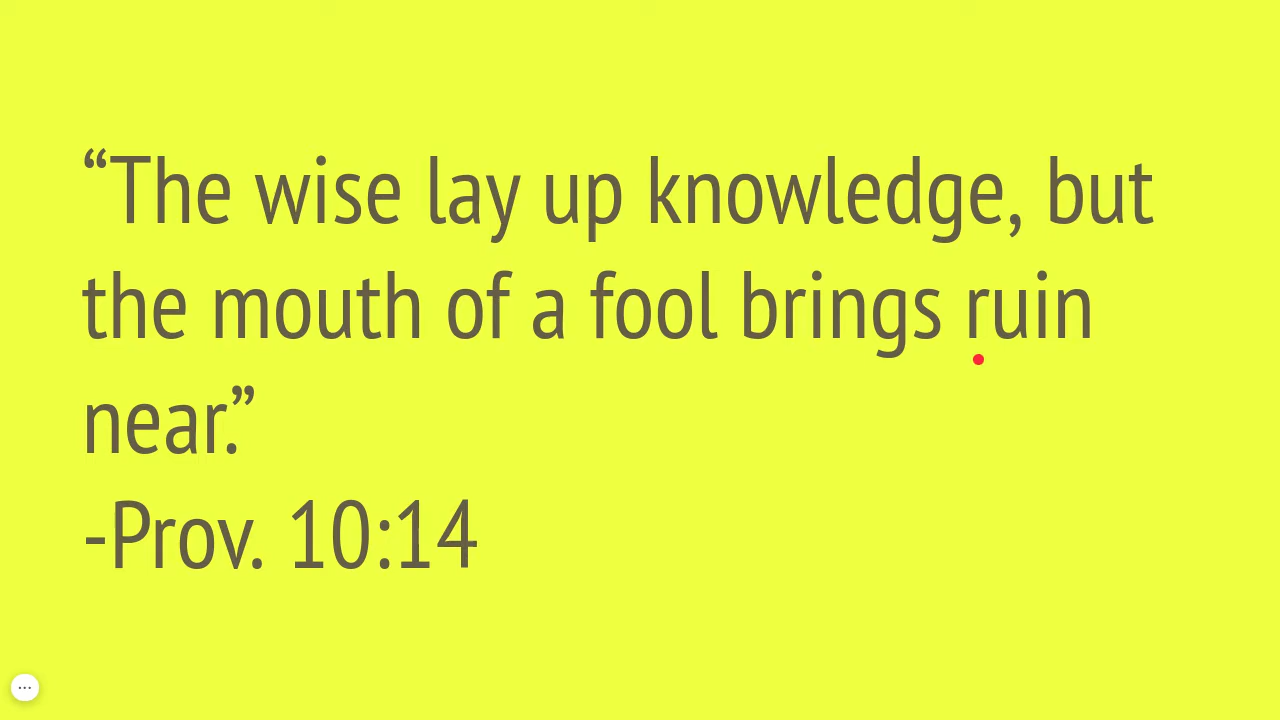 “The wise lay up knowledge, but
the mouth of a fool brings ruin
near.”
-Prov. 10:14